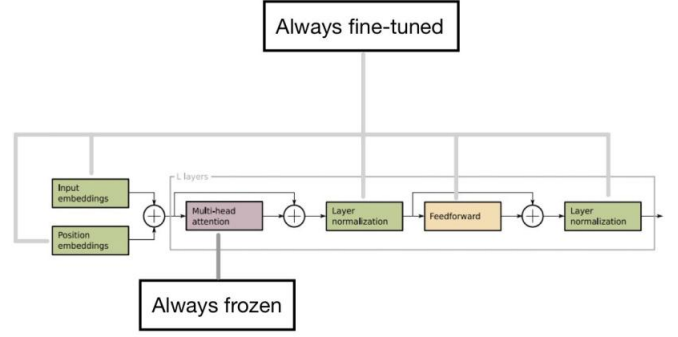 Always fine-tuned
L layers
Input
embeddings
Multi-head
attention
Layer
normalization
Feedforward
Layer
normalization
Position
embeddings
Always frozen